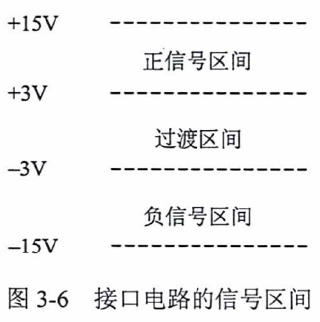 +15V
正信号区间
+3V
过渡区间
–3V
负信号区间
–15V
图 3-6 接口电路的信号区间